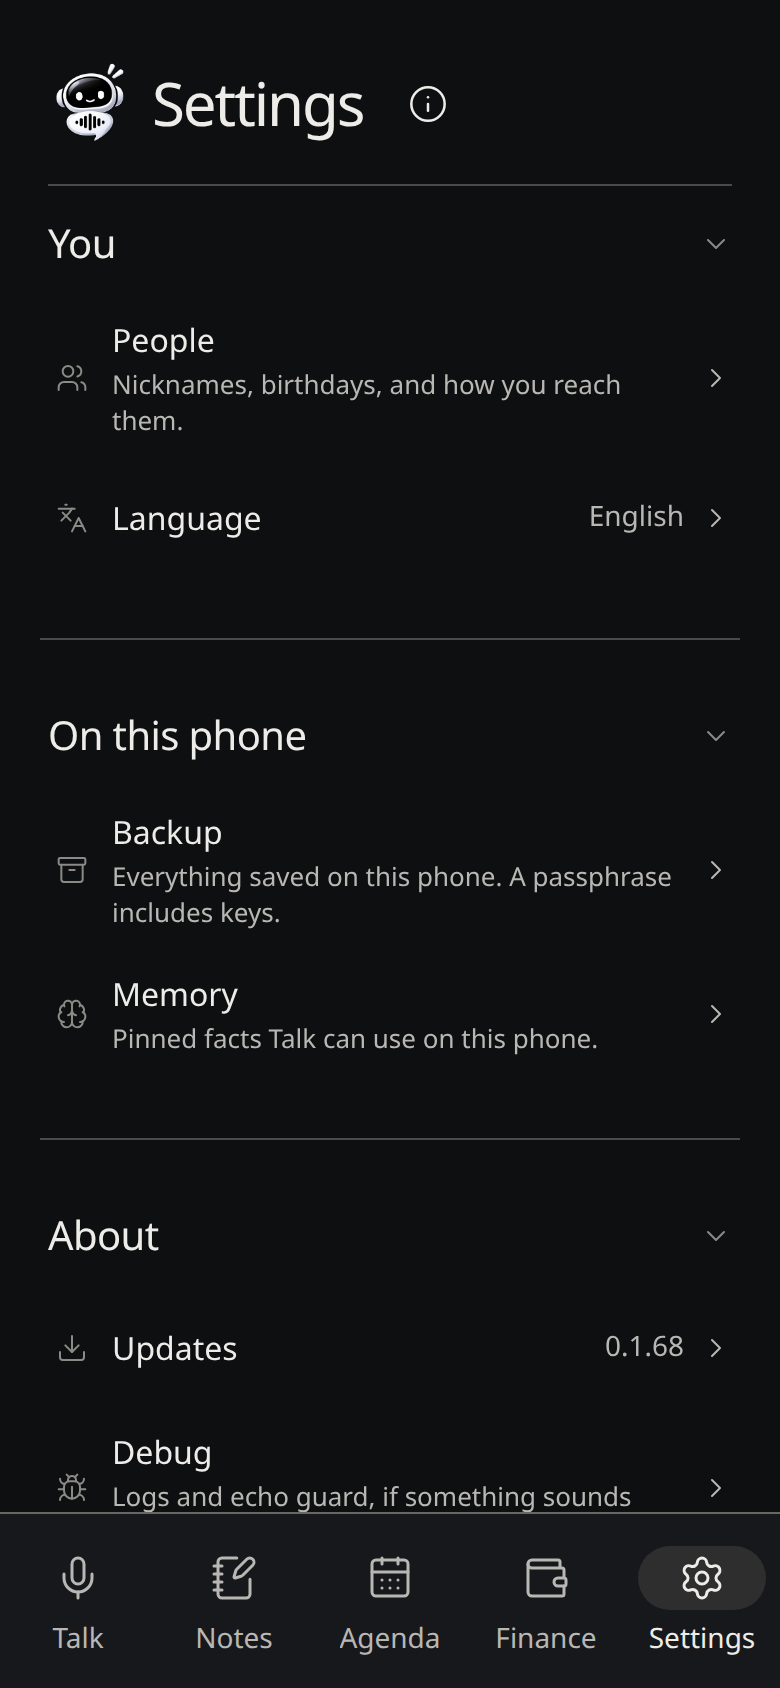 Settings
You
People
Nicknames, birthdays, and how you reach
them.
Language
English
On this phone
Backup
Everything saved on this phone. A passphrase
includes keys.
Memory
Pinned facts Talk can use on this phone.
About
Updates
0.1.68
Debug
Logs and echo guard, if something sounds
Talk
Notes
Agenda
Finance
Settings